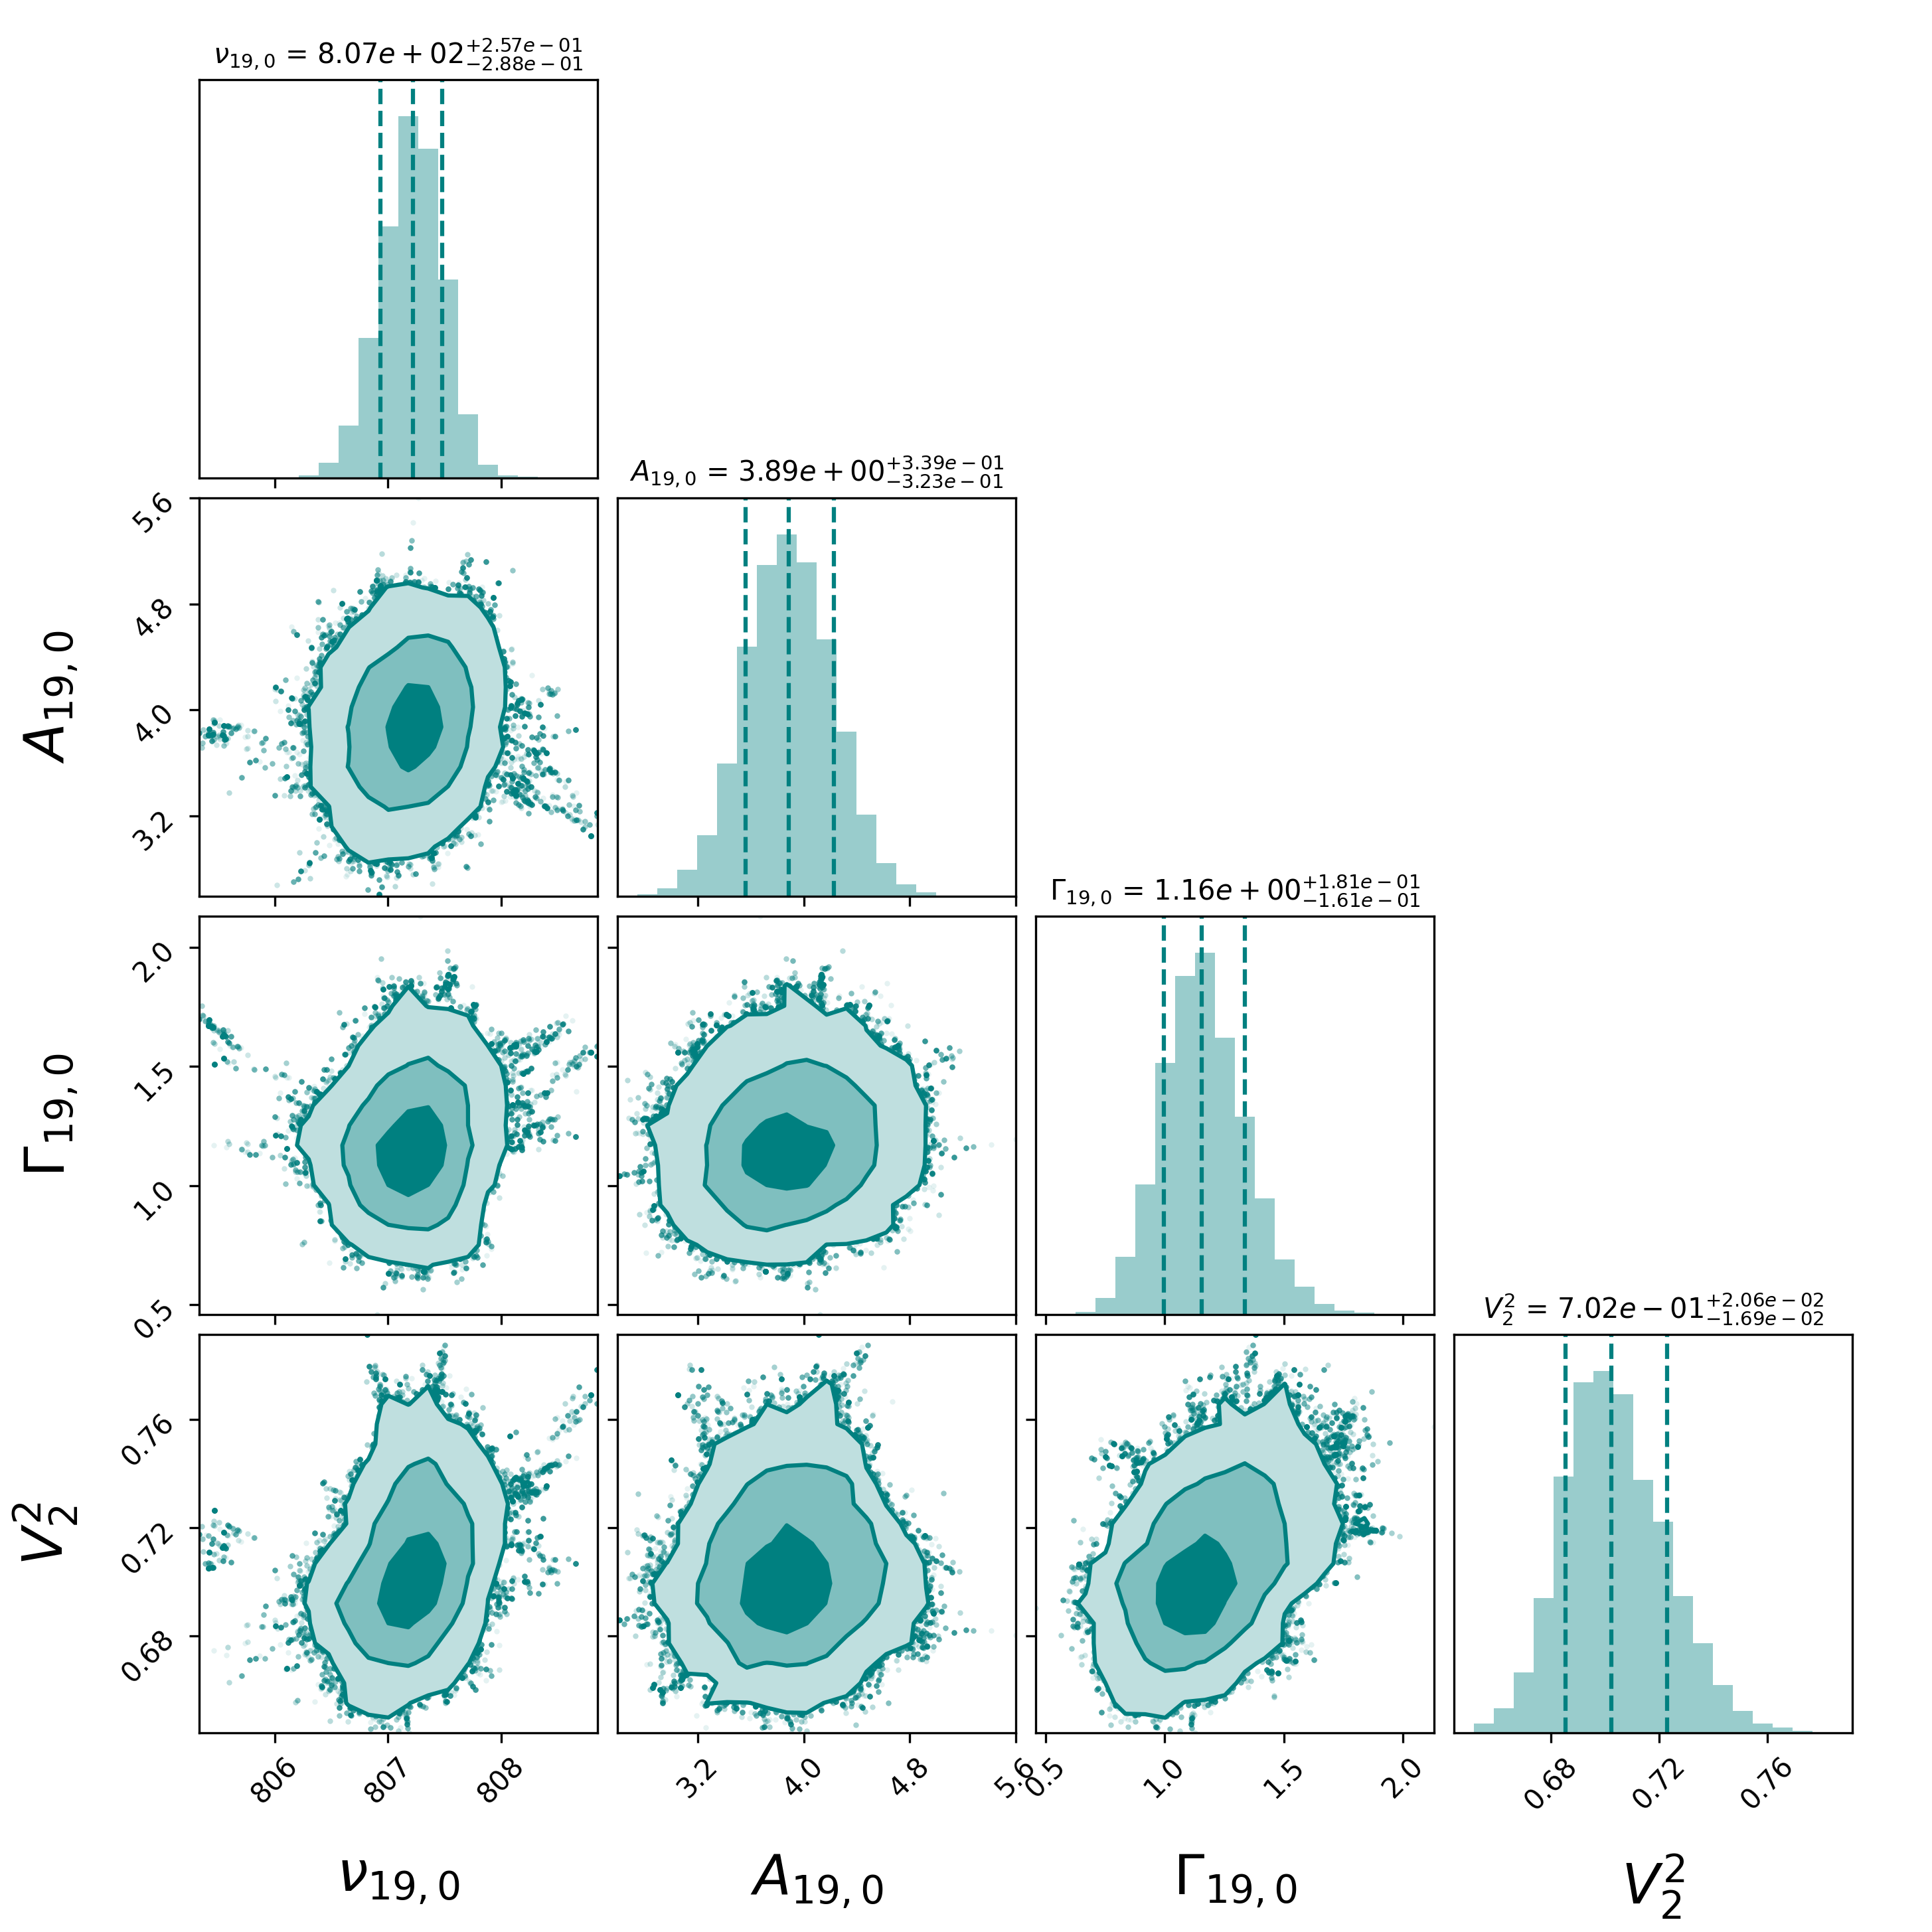 ν₁₉,₀ = 8.07e + 02 +2.57e − 01 −2.88e − 01
5.6
A₁₉,₀ = 3.89e + 00 +3.39e − 01 −3.23e − 01
4.8
A₁₉,₀
4.0
3.2
Γ₁₉,₀ = 1.16e + 00 +1.81e − 01 −1.61e − 01
2.0
1.5
Γ₁₉,₀
1.0
0.5
V₂² = 7.02e − 01 +2.06e − 02 −1.69e − 02
0.76
V₂²
0.72
0.68
806 807 808 3.2 4.0 4.8 5.6 0.5 1.0 1.5 2.0 0.68 0.72 0.76
ν₁₉,₀ A₁₉,₀ Γ₁₉,₀ V₂²